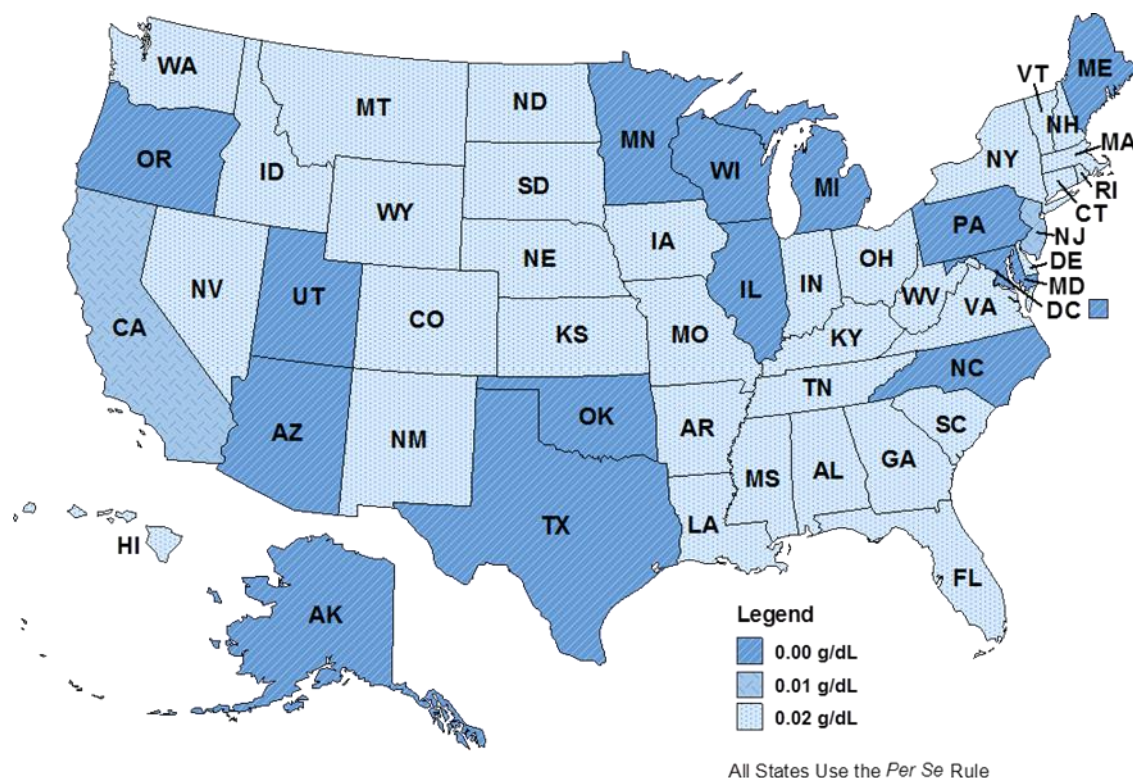 WA
MT
ND
MN
VT
ME
NH
OR
ID
SD
WI
MI
NY
MA
WY
RI
CT
IA
PA
NJ
NE
OH
DE
NV
UT
IL
IN
MD
WV
DC
CA
CO
VA
KS
MO
KY
NC
TN
AZ
OK
NM
AR
SC
MS
AL
GA
TX
LA
HI
FL
AK
Legend
0.00 g/dL
0.01 g/dL
0.02 g/dL
All States Use the Per Se Rule